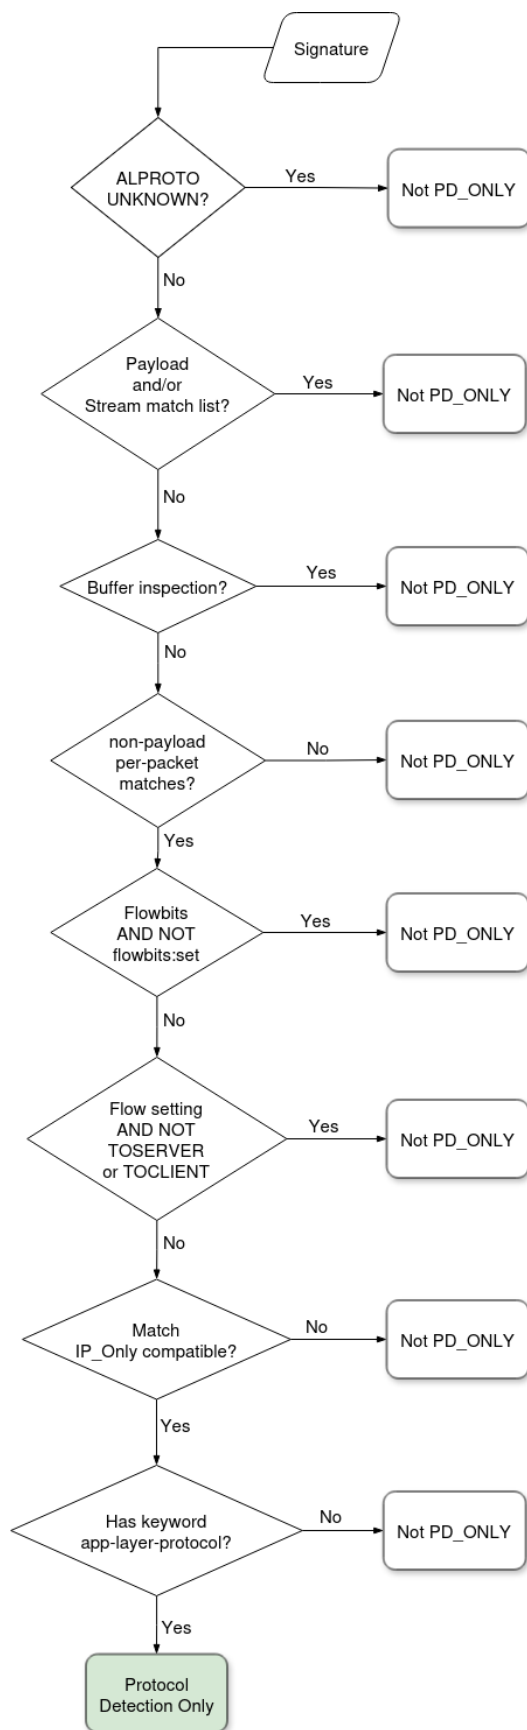 Signature
ALPROTO
UNKNOWN?
Yes
Not PD_ONLY
No
Payload
and/or
Stream match list?
Yes
Not PD_ONLY
No
Buffer inspection?
Yes
Not PD_ONLY
No
non-payload
per-packet
matches?
No
Not PD_ONLY
Yes
Flowbits
AND NOT
flowbits:set
Yes
Not PD_ONLY
No
Flow setting
AND NOT
TOSERVER
or TOCLIENT
Yes
Not PD_ONLY
No
Match
IP_Only compatible?
No
Not PD_ONLY
Yes
Has keyword
app-layer-protocol?
No
Not PD_ONLY
Yes
Protocol
Detection Only